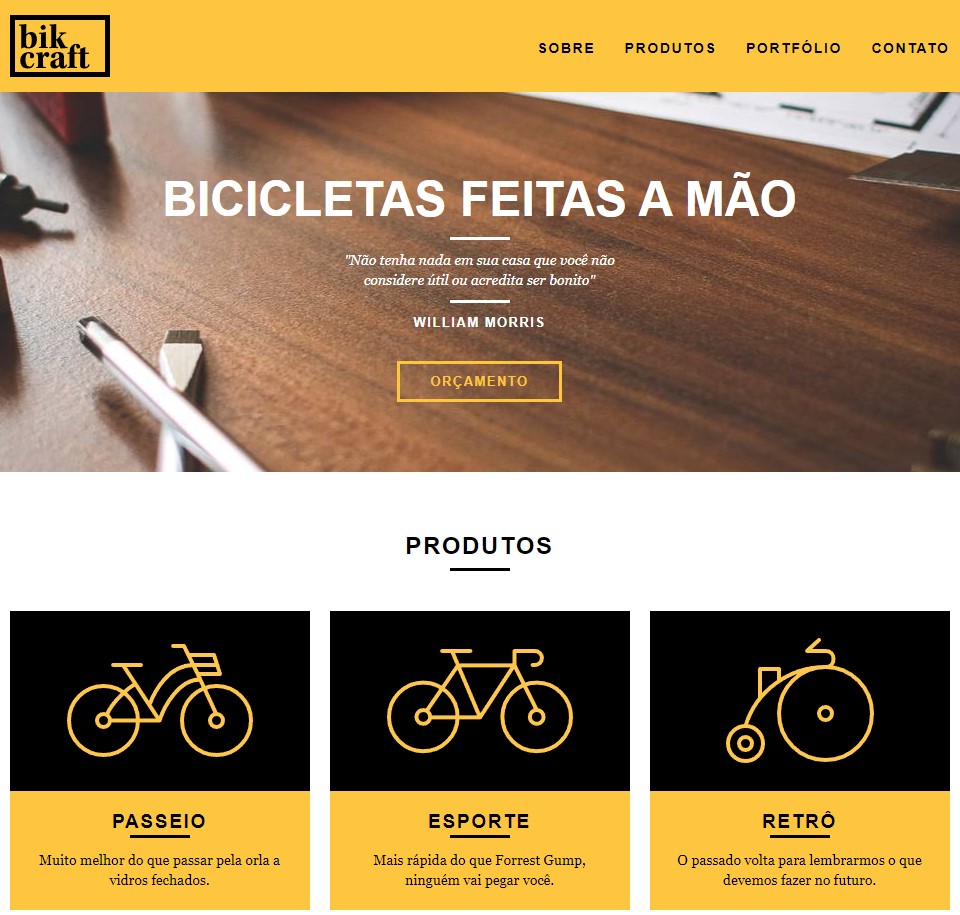 bik
craft
SOBRE PRODUTOS PORTFÓLIO CONTATO
BICICLETAS FEITAS A MÃO
"Não tenha nada em sua casa que você não
considere útil ou acredita ser bonito"
WILLIAM MORRIS
ORÇAMENTO
PRODUTOS
PASSEIO
Muito melhor do que passar pela orla a
vidros fechados.
ESPORTE
Mais rápida do que Forrest Gump,
ninguém vai pegar você.
RETRÔ
O passado volta para lembrarmos o que
devemos fazer no futuro.